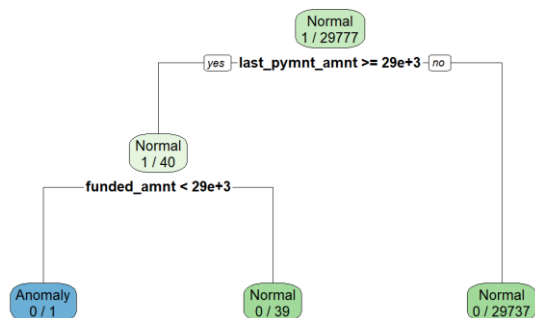 Normal
1 / 29777
yes last_pymnt_amnt >= 29e+3 no
Normal
1 / 40
funded_amnt < 29e+3
Anomaly
0 / 1
Normal
0 / 39
Normal
0 / 29737